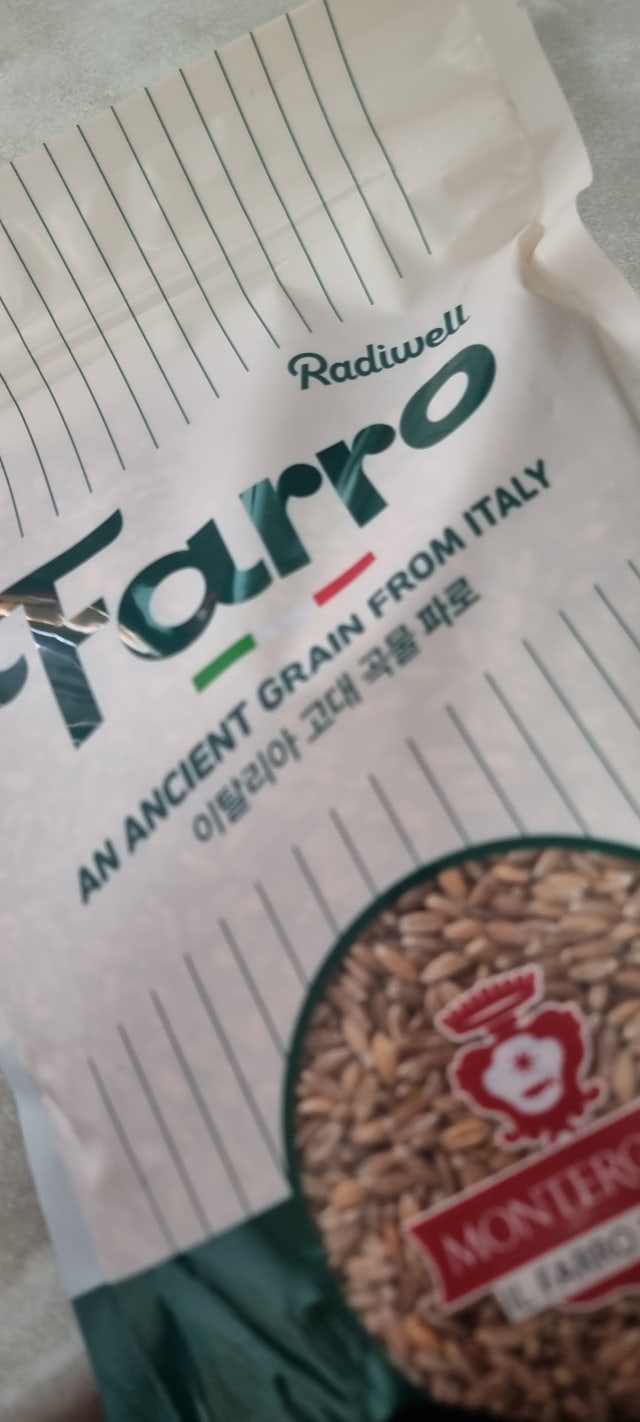 Radiwell
Farro
AN ANCIENT GRAIN FROM ITALY
이탈리아 고대 곡물 파로
IL FARRO